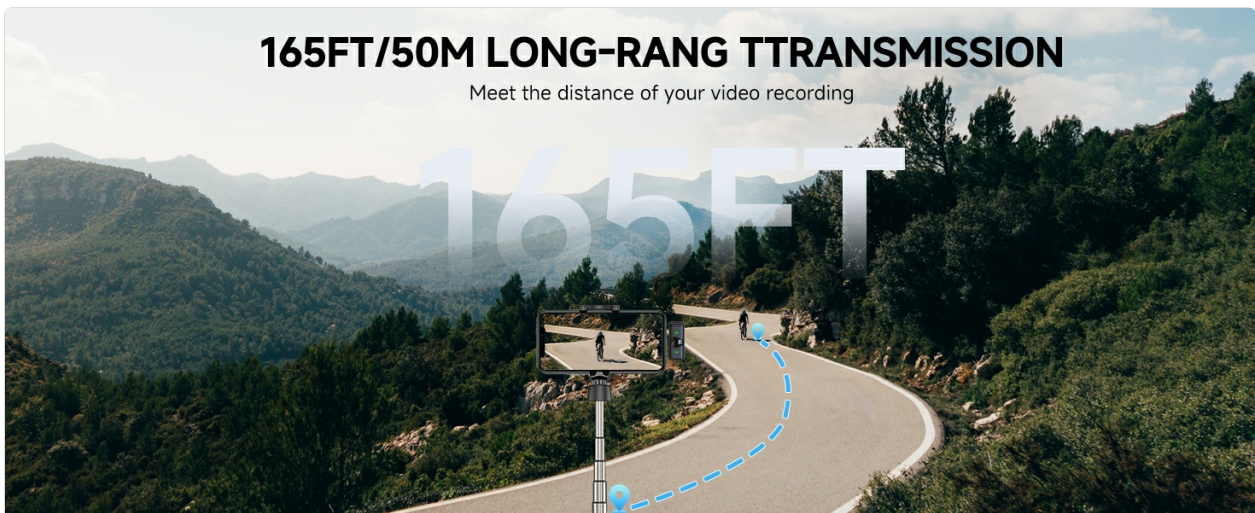 165FT/50M LONG-RANG TTRANSMISSION
Meet the distance of your video recording
165FT